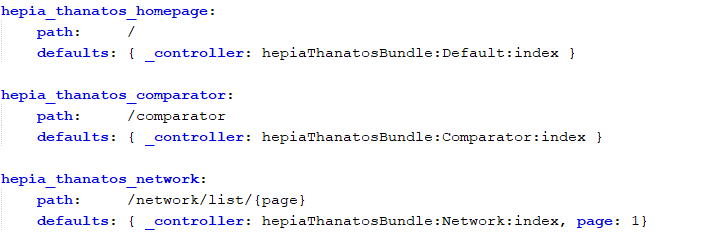 hepia_thanatos_homepage:
    path:     /
    defaults: { _controller: hepiaThanatosBundle:Default:index }

hepia_thanatos_comparator:
    path:     /comparator
    defaults: { _controller: hepiaThanatosBundle:Comparator:index }

hepia_thanatos_network:
    path:     /network/list/{page}
    defaults: { _controller: hepiaThanatosBundle:Network:index, page: 1}